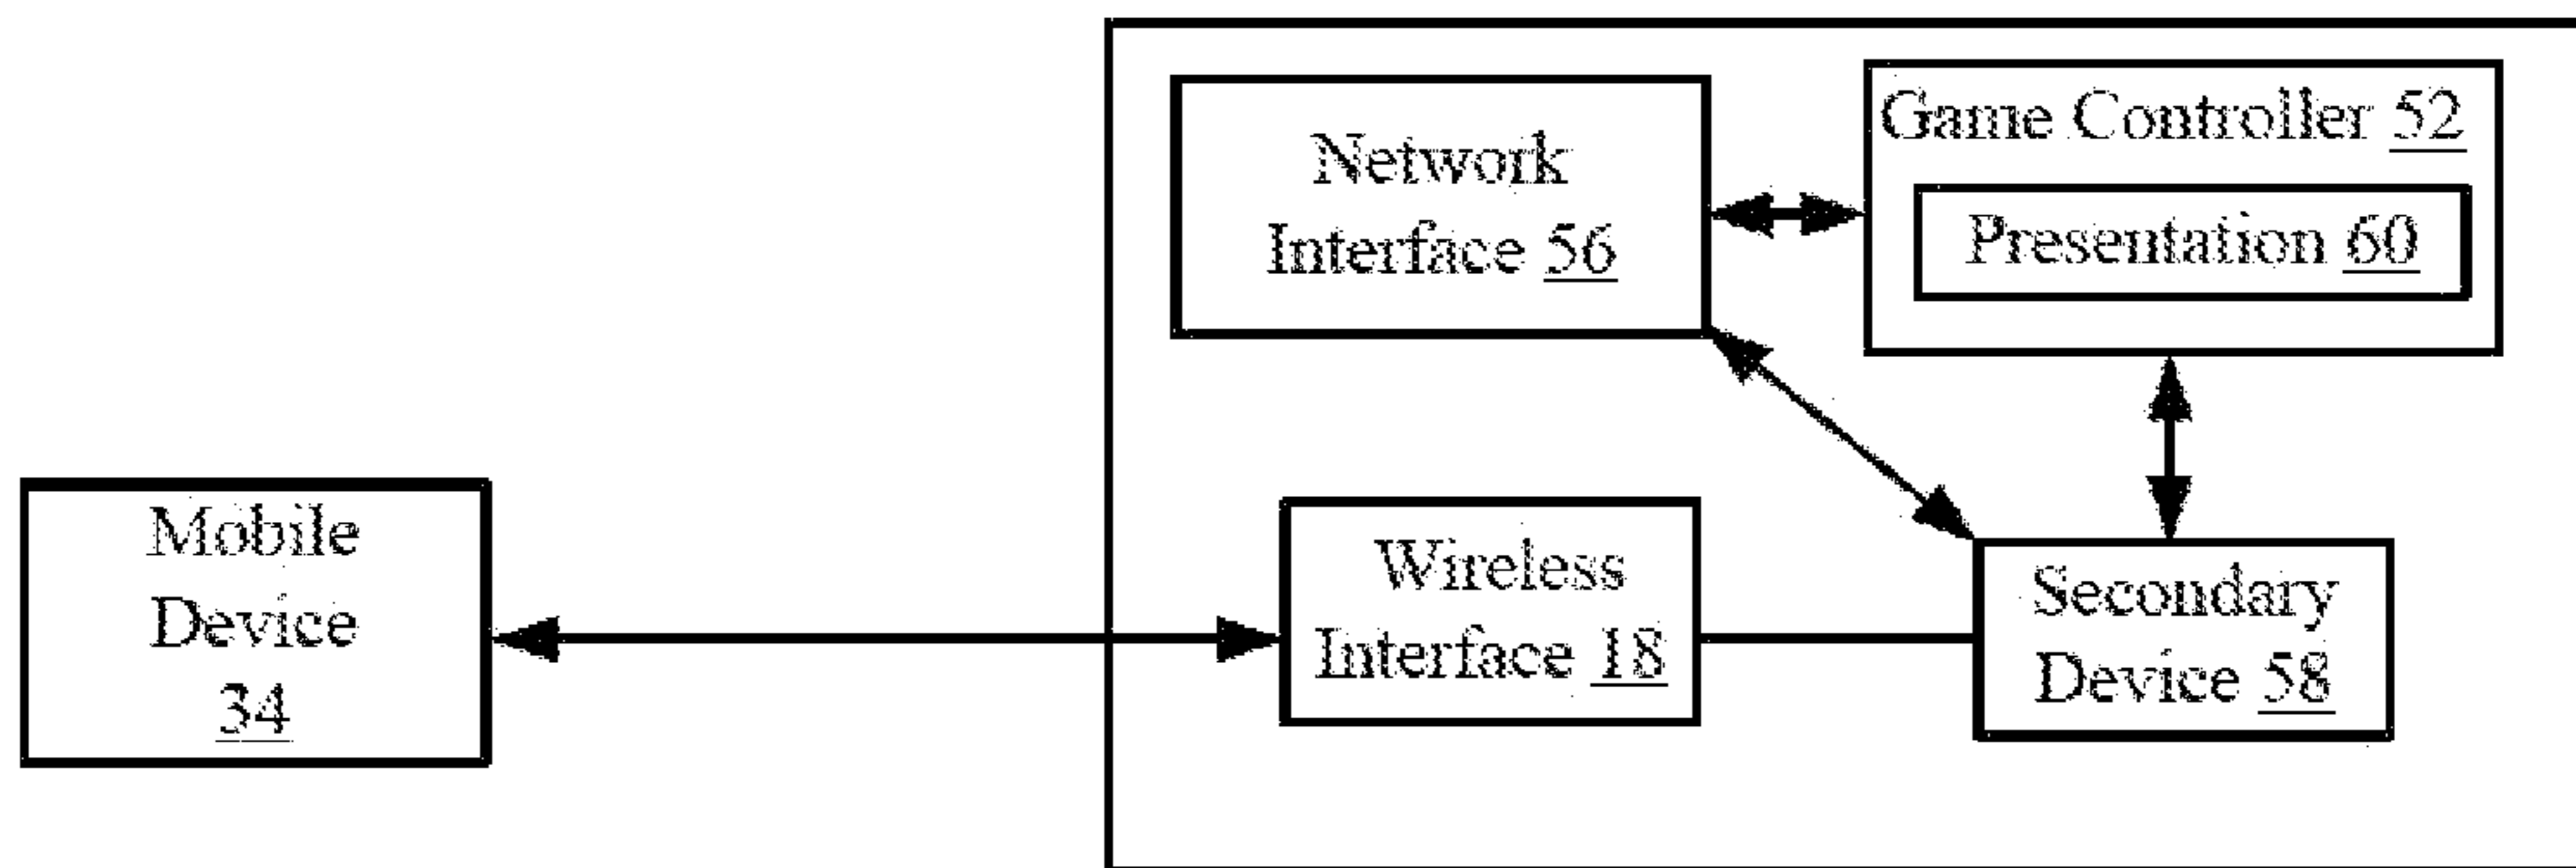 Network
Interface 56
Game Controller 52
Presentation 60
Mobile
Device
34
Wireless
Interface 18
Secondary
Device 58